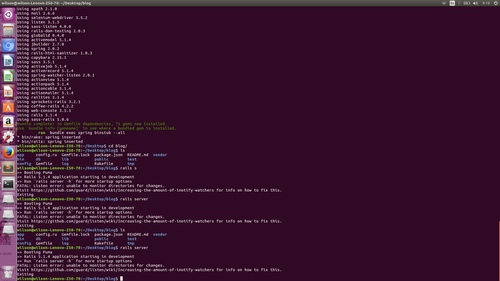 wilson@wilson-Lenovo-Z50-70: ~/Desktop/blog
1:13
Using xpath 2.1.0
Using mail 2.6.6
Using selenium-webdriver 3.5.2
Using listen 3.1.5
Using sass-listen 4.0.0
Using rails-dom-testing 2.0.3
Using globalid 0.4.0
Using activemodel 5.1.4
Using jbuilder 2.7.0
Using spring 2.0.2
Using rails-html-sanitizer 1.0.3
Using capybara 2.15.1
Using sass 3.5.1
Using activejob 5.1.4
Using activerecord 5.1.4
Using spring-watcher-listen 2.0.1
Using actionview 5.1.4
Using actionpack 5.1.4
Using actioncable 5.1.4
Using actionmailer 5.1.4
Using railties 5.1.4
Using sprockets-rails 3.2.1
Using coffee-rails 4.2.2
Using web-console 3.5.1
Using rails 5.1.4
Using sass-rails 5.0.6
Bundle complete! 16 Gemfile dependencies, 70 gems now installed.
Use `bundle info [gemname]` to see where a bundled gem is installed.
run bundle exec spring binstub --all
* bin/rake: spring inserted
* bin/rails: spring inserted
wilson@wilson-Lenovo-Z50-70:~/Desktop$ cd blog/
wilson@wilson-Lenovo-Z50-70:~/Desktop/blog$ ls
app config.ru Gemfile.lock package.json README.md vendor
bin db lib public test
config Gemfile log Rakefile tmp
wilson@wilson-Lenovo-Z50-70:~/Desktop/blog$ rails s
=> Booting Puma
=> Rails 5.1.4 application starting in development
=> Run `rails server -h` for more startup options
FATAL: Listen error: unable to monitor directories for changes.
Visit https://github.com/guard/listen/wiki/Increasing-the-amount-of-inotify-watchers for info on how to fix this.
Exiting
wilson@wilson-Lenovo-Z50-70:~/Desktop/blog$ rails server
=> Booting Puma
=> Rails 5.1.4 application starting in development
=> Run `rails server -h` for more startup options
FATAL: Listen error: unable to monitor directories for changes.
Visit https://github.com/guard/listen/wiki/Increasing-the-amount-of-inotify-watchers for info on how to fix this.
Exiting
wilson@wilson-Lenovo-Z50-70:~/Desktop/blog$ ls
app config.ru Gemfile.lock package.json README.md vendor
bin db lib public test
config Gemfile log Rakefile tmp
wilson@wilson-Lenovo-Z50-70:~/Desktop/blog$ rails server
=> Booting Puma
=> Rails 5.1.4 application starting in development
=> Run `rails server -h` for more startup options
FATAL: Listen error: unable to monitor directories for changes.
Visit https://github.com/guard/listen/wiki/Increasing-the-amount-of-inotify-watchers for info on how to fix this.
Exiting
wilson@wilson-Lenovo-Z50-70:~/Desktop/blog$